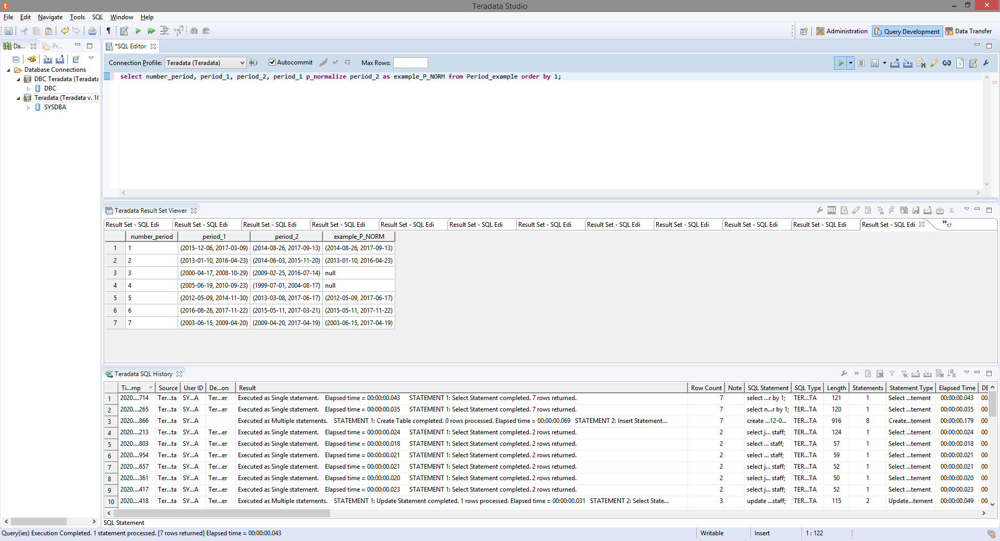 Teradata Studio
File Edit Navigate Tools SQL Window Help
Administration Query Development Data Transfer
Da... Pr... *SQL Editor
Connection Profile: Teradata (Teradata) Autocommit Max Rows:
Database Connections
DBC Teradata (Teradata
DBC
Teradata (Teradata v. 16
SYSDBA
select number_period, period_1, period_2, period_1 p_normalize period_2 as example_P_NORM from Period_example order by 1;
Teradata Result Set Viewer
Result Set - SQL Edi Result Set - SQL Edi Result Set - SQL Edi Result Set - SQL Edi Result Set - SQL Edi Result Set - SQL Edi Result Set - SQL Edi Result Set - SQL Edi Result Set - SQL Edi Result Set - SQL Edi Result Set - SQL Edi Result Set - SQL Edi »17
number_period period_1 period_2 example_P_NORM
1 1 (2015-12-06, 2017-03-09) (2014-08-26, 2017-09-13) (2014-08-26, 2017-09-13)
2 2 (2013-01-10, 2016-04-23) (2014-06-03, 2015-11-20) (2013-01-10, 2016-04-23)
3 3 (2000-04-17, 2008-10-29) (2009-02-25, 2016-07-14) null
4 4 (2005-06-19, 2010-09-23) (1999-07-01, 2004-08-17) null
5 5 (2012-05-09, 2014-11-30) (2013-03-08, 2017-06-17) (2012-05-09, 2017-06-17)
6 6 (2016-08-26, 2017-11-22) (2015-05-11, 2017-03-21) (2015-05-11, 2017-11-22)
7 7 (2003-06-15, 2009-04-20) (2009-04-20, 2017-04-19) (2003-06-15, 2017-04-19)
Teradata SQL History
Ti...mp Source User ID De...on Result Row Count Note SQL Statement SQL Type Length Statements Statement Type Elapsed Time DE
1 2020....714 Ter...ta SY...A Ter...er Executed as Single statement. Elapsed time = 00:00:00.043 STATEMENT 1: Select Statement completed. 7 rows returned. 7 select ...r by 1; TER...TA 121 1 Select ...tement 00:00:00.043 00:
2 2020....265 Ter...ta SY...A Ter...er Executed as Single statement. Elapsed time = 00:00:00.035 STATEMENT 1: Select Statement completed. 7 rows returned. 7 select n...r by 1; TER...TA 120 1 Select ...tement 00:00:00.035 00:
3 2020....866 Ter...ta SY...A Executed as Multiple statements. STATEMENT 1: Create Table completed. 0 rows processed. Elapsed time = 00:00:00.069 STATEMENT 2: Insert Statement... 7 create ...12-0... TER...TA 916 8 Create...tement 00:00:00.179 00:
4 2020....213 Ter...ta SY...A Ter...er Executed as Single statement. Elapsed time = 00:00:00.024 STATEMENT 1: Select Statement completed. 2 rows returned. 2 select j... staff; TER...TA 124 1 Select ...tement 00:00:00.024 00:
5 2020....803 Ter...ta SY...A Ter...er Executed as Single statement. Elapsed time = 00:00:00.018 STATEMENT 1: Select Statement completed. 2 rows returned. 2 select ... staff; TER...TA 57 1 Select ...tement 00:00:00.018 00:
6 2020....954 Ter...ta SY...A Ter...er Executed as Single statement. Elapsed time = 00:00:00.021 STATEMENT 1: Select Statement completed. 2 rows returned. 2 select ... staff; TER...TA 59 1 Select ...tement 00:00:00.021 00:
7 2020....657 Ter...ta SY...A Ter...er Executed as Single statement. Elapsed time = 00:00:00.021 STATEMENT 1: Select Statement completed. 2 rows returned. 2 select j... staff; TER...TA 52 1 Select ...tement 00:00:00.021 00:
8 2020....361 Ter...ta SY...A Ter...er Executed as Single statement. Elapsed time = 00:00:00.020 STATEMENT 1: Select Statement completed. 2 rows returned. 2 select j... staff; TER...TA 50 1 Select ...tement 00:00:00.020 00:
9 2020....417 Ter...ta SY...A Ter...er Executed as Single statement. Elapsed time = 00:00:00.023 STATEMENT 1: Select Statement completed. 2 rows returned. 2 select j... staff; TER...TA 52 1 Select ...tement 00:00:00.023 00:
10 2020....418 Ter...ta SY...A Ter...er Executed as Multiple statements. STATEMENT 1: Update Statement completed. 1 rows processed. Elapsed time = 00:00:00.031 STATEMENT 2: Select State... 3 update ...staff; TER...TA 115 2 Update...tement 00:00:00.049 00:
SQL Statement
Query(ies) Execution Completed. 1 statement processed. [7 rows returned] Elapsed time = 00:00:00.043 Writable Insert 1 : 122